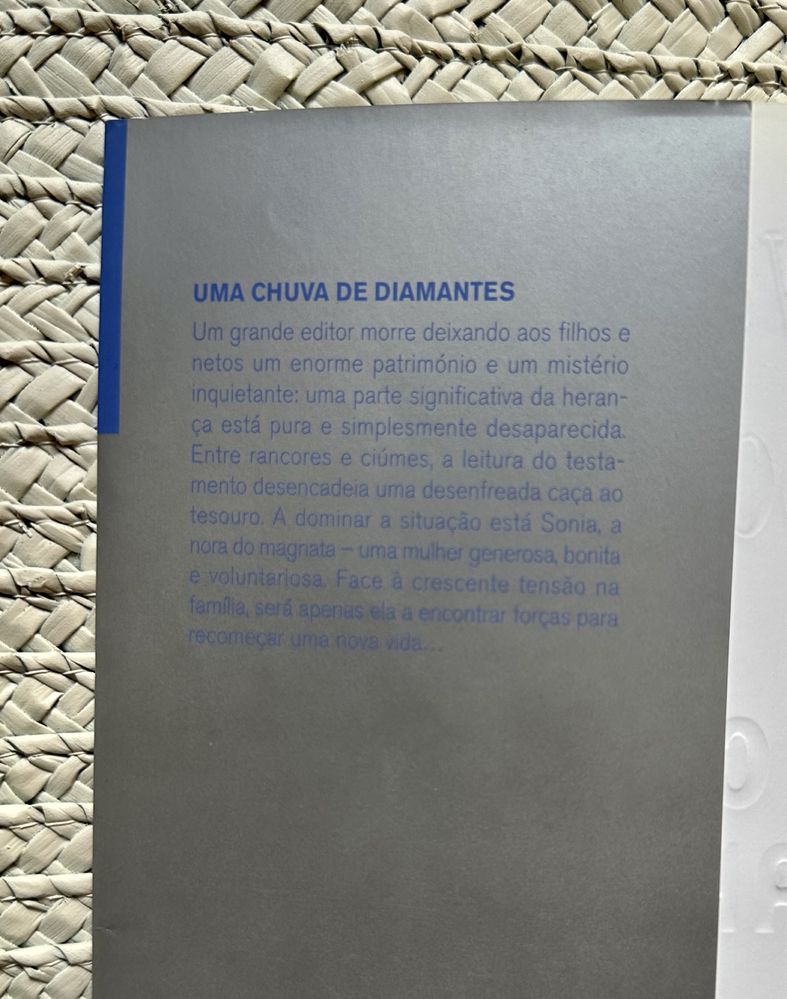 UMA CHUVA DE DIAMANTES
Um grande editor morre deixando aos filhos e
netos um enorme património e um mistério
inquietante: uma parte significativa da heran-
ça está pura e simplesmente desaparecida.
Entre rancores e ciúmes, a leitura do testa-
mento desencadeia uma desenfreada caça ao
tesouro. A dominar a situação está Sonia, a
nora do magnata – uma mulher generosa, bonita
e voluntariosa. Face à crescente tensão na
família, será apenas ela a encontrar forças para
recomeçar uma nova vida...